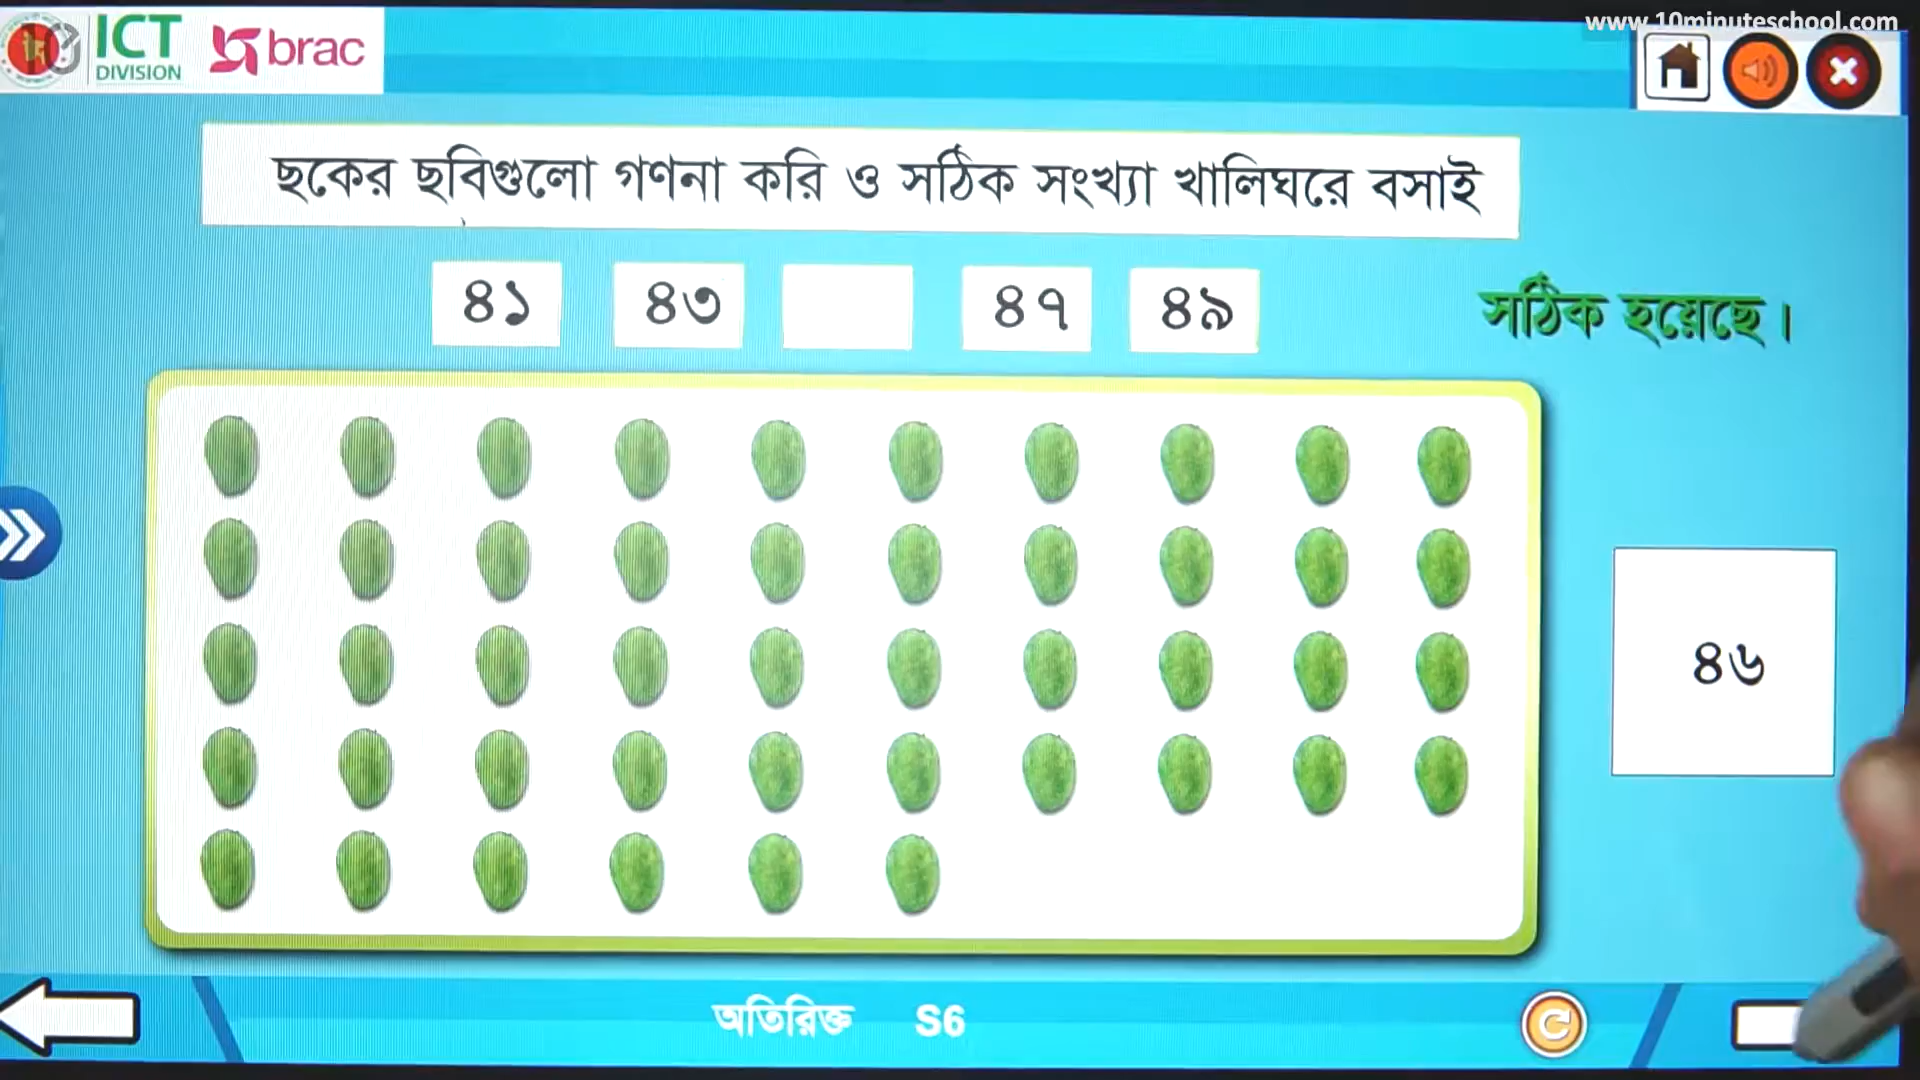 www.10minuteschool.com
ICT
DIVISION
brac
ছকের ছবিগুলো গণনা করি ও সঠিক সংখ্যা খালিঘরে বসাই
৪১ ৪৩ ৪৭ ৪৯
সঠিক হয়েছে।
৪৬
অতিরিক্ত S6